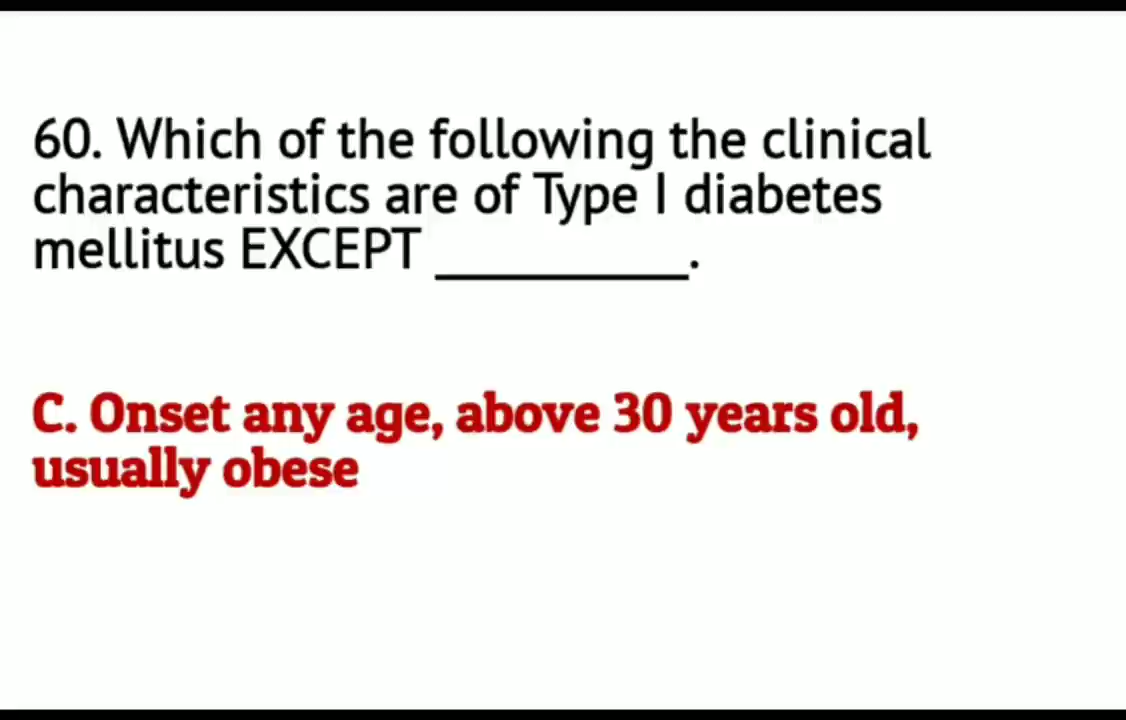 60. Which of the following the clinical
characteristics are of Type I diabetes
mellitus EXCEPT __________.
C. Onset any age, above 30 years old,
usually obese